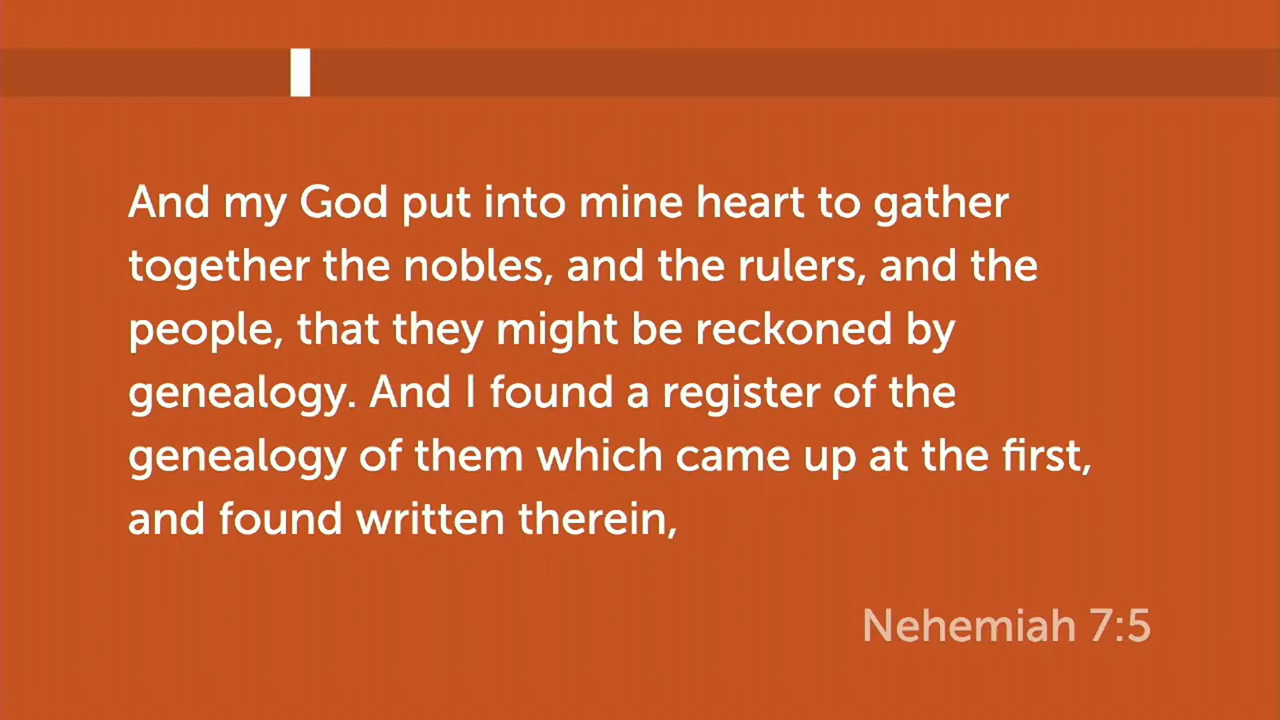 And my God put into mine heart to gather
together the nobles, and the rulers, and the
people, that they might be reckoned by
genealogy. And I found a register of the
genealogy of them which came up at the first,
and found written therein,
Nehemiah 7:5